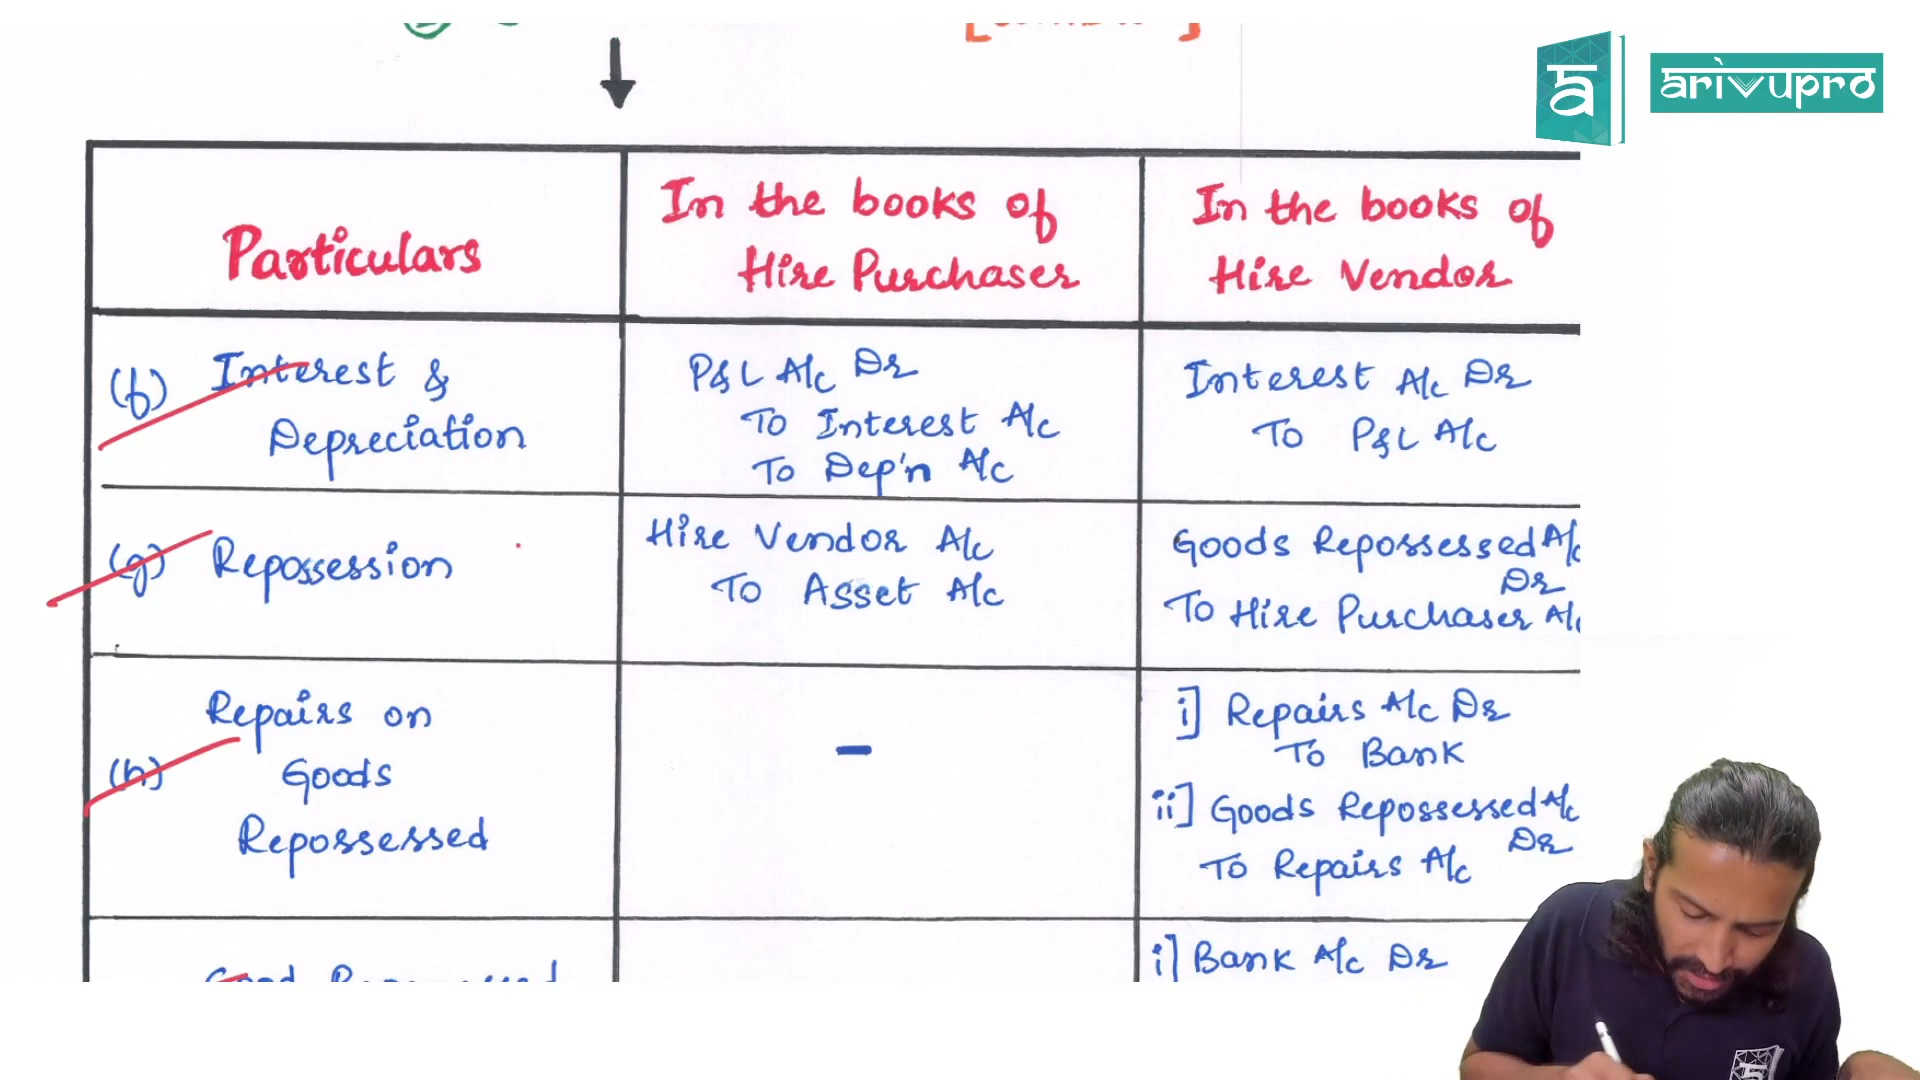 arivupro
Particulars
In the books of
Hire Purchaser
In the books of
Hire Vendor
(f) Interest &
Depreciation
P&L A/c Dr
To Interest A/c
To Dep'n A/c
Interest A/c Dr
To P&L A/c
(g) Repossession
Hire Vendor A/c
To Asset A/c
Goods Repossessed A/c
Dr
To Hire Purchaser A/c
(h) Repairs on
Goods
Repossessed
-
i] Repairs A/c Dr
To Bank
ii] Goods Repossessed A/c
Dr
To Repairs A/c
i] Bank A/c Dr